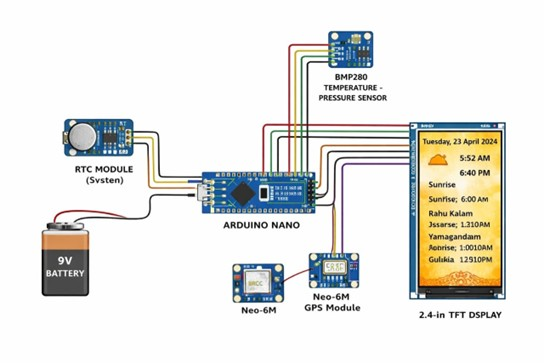 BMP280
TEMPERATURE -
PRESSURE SENSOR
RTC MODULE
(Svsten)
ARDUINO NANO
9V
BATTERY
Neo-6M
Neo-6M
GPS Module
Tuesday, 23 April 2024
5:52 AM
6:40 PM
Sunrise
Sunrise; 6:00 AM
Rahu Kalam
Jssarse; 1.310AM
Yamagandam
Jonrise; 1:0010AM
Gulskia 12910PM
2.4-in TFT DSPLAY